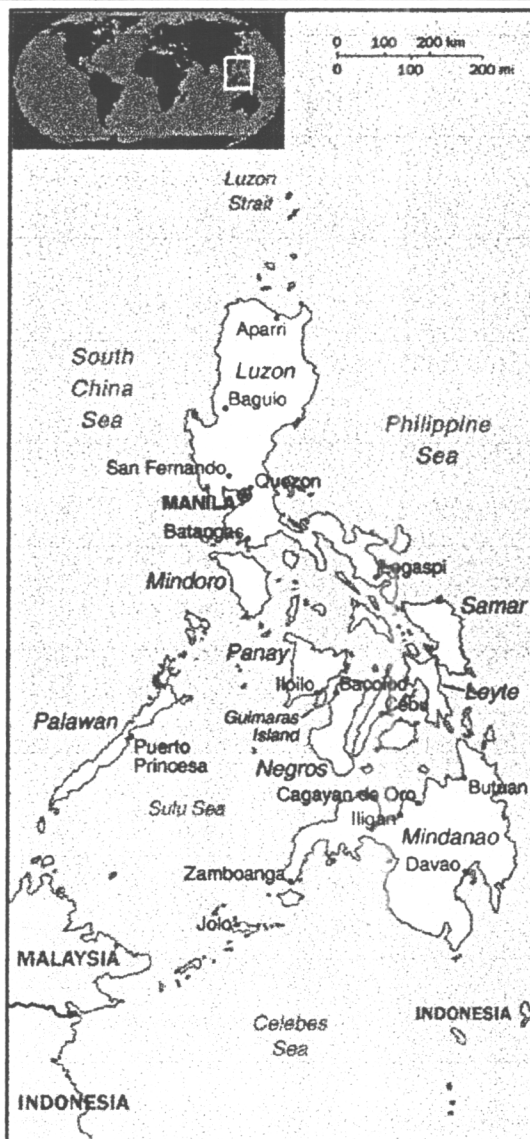 0 100 200 km
0 100 200 mi
Luzon
Strait
Aparri
South
China
Sea
Luzon
Baguio
Philippine
Sea
San Fernando
Quezon
MANILA
Batangas
Legaspi
Mindoro
Samar
Panay
Iloilo
Bacolod
Leyte
Cebu
Guimaras
Island
Palawan
Puerto
Princesa
Negros
Sulu Sea
Cagayan de Oro
Butuan
Iligan
Mindanao
Davao
Zamboanga
Jolo
MALAYSIA
INDONESIA
Celebes
Sea
INDONESIA